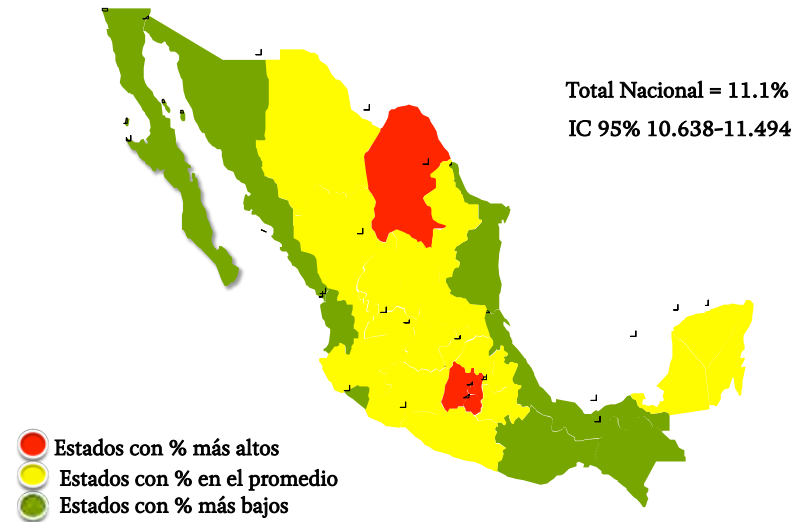 Total Nacional = 11.1%
IC 95% 10.638-11.494
Estados con % más altos
Estados con % en el promedio
Estados con % más bajos